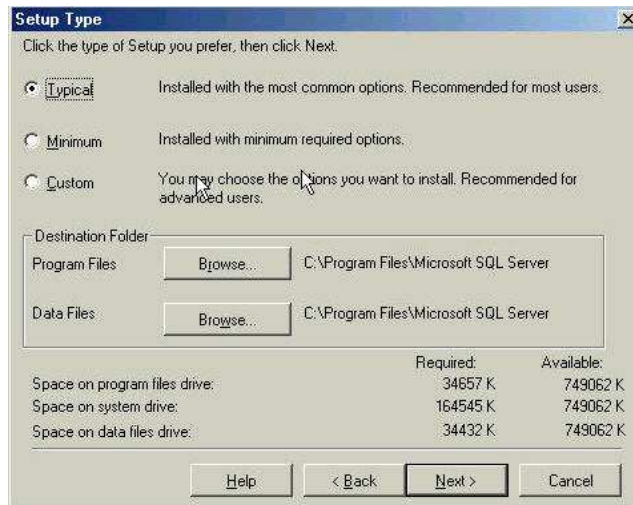 Setup Type
Click the type of Setup you prefer, then click Next.
Typical Installed with the most common options. Recommended for most users.
Minimum Installed with minimum required options.
Custom You may choose the options you want to install. Recommended for
advanced users.
Destination Folder
Program Files Browse... C:\Program Files\Microsoft SQL Server
Data Files Browse... C:\Program Files\Microsoft SQL Server
Required: Available:
Space on program files drive: 34657 K 749062 K
Space on system drive: 164545 K 749062 K
Space on data files drive: 34432 K 749062 K
Help < Back Next > Cancel